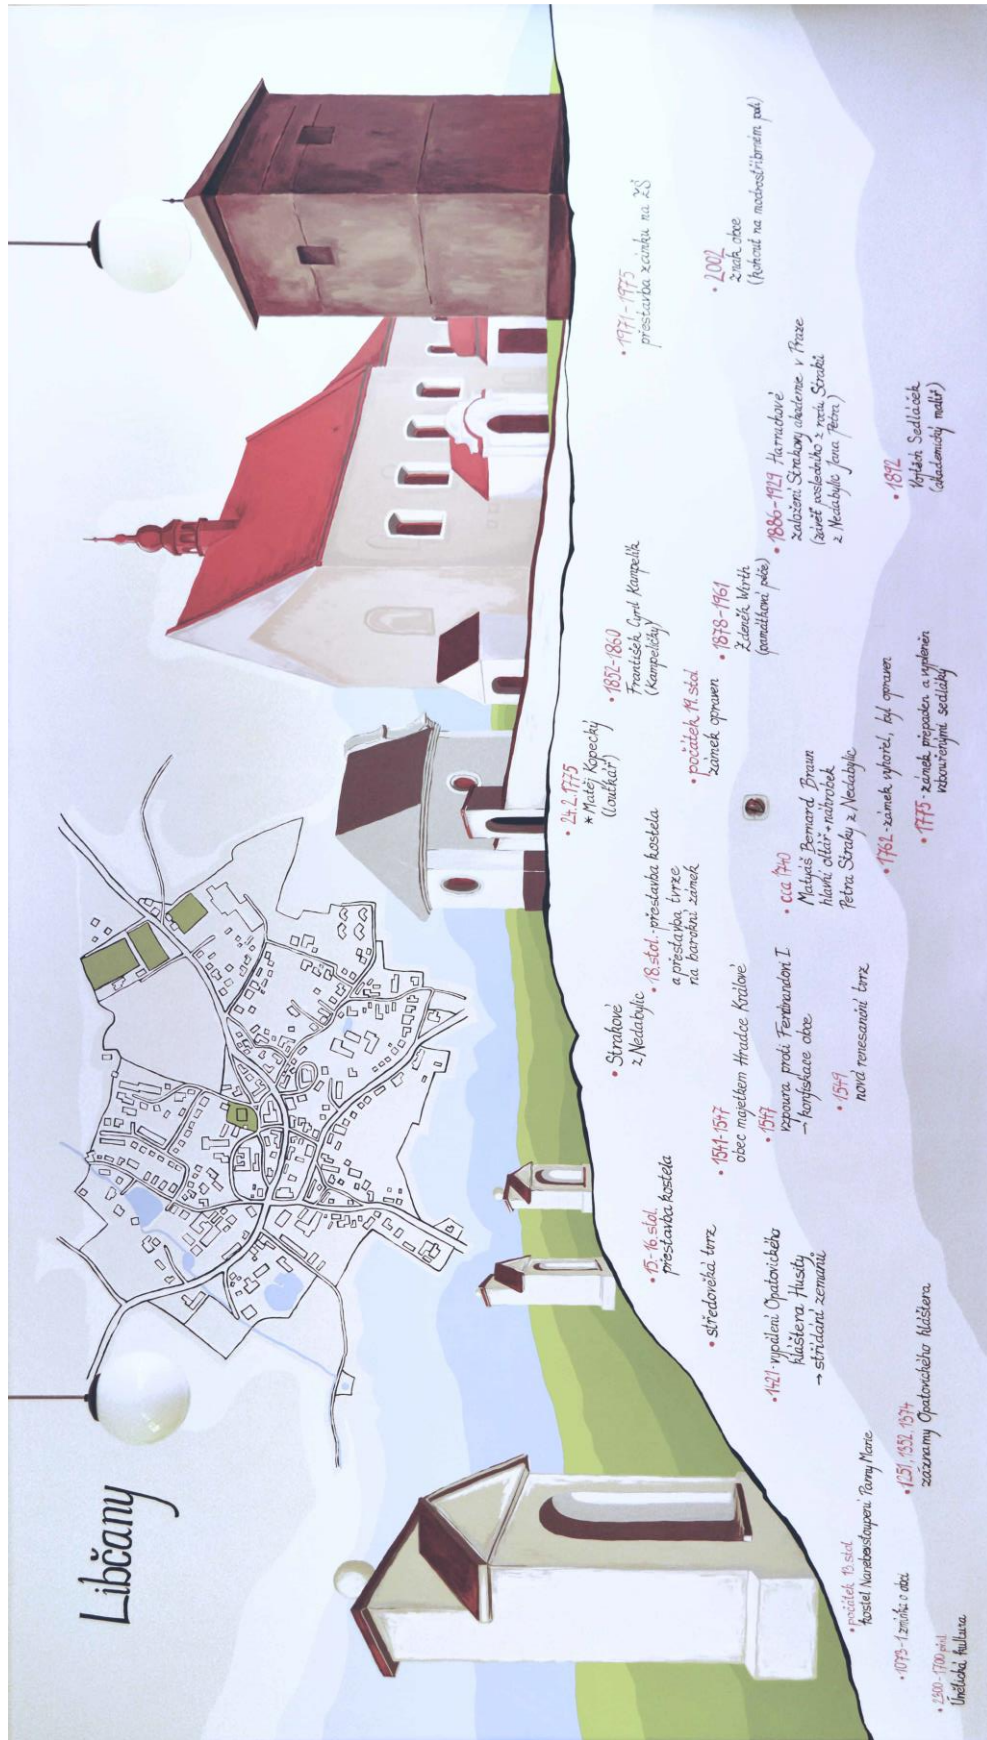 Libčany
• 2300-1700 př.n.l.
Únětická kultura
• 1073-1. zmínka o obci
• počátek 13. stol.
kostel Nanebevstoupení Panny Marie
• 1251, 1352, 1374
záznamy Opatovického kláštera
• 1421-vypálení Opatovického
kláštera Husity
→ střídání zemanů
• středověká tvrz
• 15.-16. stol.
přestavba kostela
• 1541-1547
obec majetkem Hradce Králové
• 1547
vzpoura proti Ferdinandovi I.
→ konfiskace obce
• 1549
nová renesanční tvrz
• Strakové
z Nedabylic
• 18. stol. - přestavba kostela
a přestavba tvrze
na barokní zámek
• cca 1740
Matyáš Bernard Braun
hlavní oltář + náhrobek
Petra Straky z Nedabylic
• 1762 - zámek vyhořel, byl opraven
• 1775 - zámek přepaden a vypleněn
vzbouřenými sedláky
• 24.2.1775
* Matěj Kopecký
(loutkář)
• počátek 19. stol.
zámek opraven
• 1852-1860
František Cyril Kampelík
(Kampeličky)
• 1878-1961
Zdeněk Wirth
(památková péče)
• 1886-1929 Harrachové
založení Strakovy akademie v Praze
(závěť posledního z rodu Straků
z Nedabylic Jana Petra)
• 1892
Vojtěch Sedláček
(akademický malíř)
• 1971-1975
přestavba zámku na ZŠ
• 2002
znak obce
(kohout na modrostříbrném poli)